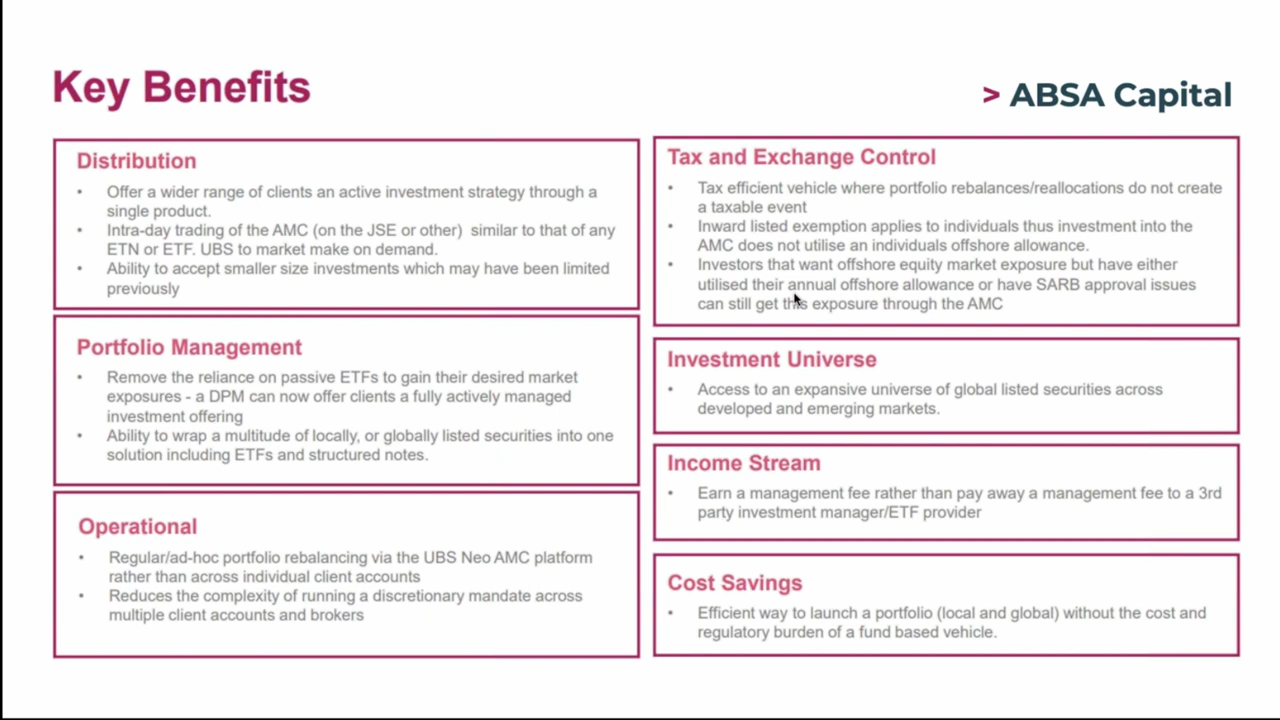 Key Benefits
> ABSA Capital
Distribution
• Offer a wider range of clients an active investment strategy through a
single product.
• Intra-day trading of the AMC (on the JSE or other) similar to that of any
ETN or ETF. UBS to market make on demand.
• Ability to accept smaller size investments which may have been limited
previously
Portfolio Management
• Remove the reliance on passive ETFs to gain their desired market
exposures - a DPM can now offer clients a fully actively managed
investment offering
• Ability to wrap a multitude of locally, or globally listed securities into one
solution including ETFs and structured notes.
Operational
• Regular/ad-hoc portfolio rebalancing via the UBS Neo AMC platform
rather than across individual client accounts
• Reduces the complexity of running a discretionary mandate across
multiple client accounts and brokers
Tax and Exchange Control
• Tax efficient vehicle where portfolio rebalances/reallocations do not create
a taxable event
• Inward listed exemption applies to individuals thus investment into the
AMC does not utilise an individuals offshore allowance.
• Investors that want offshore equity market exposure but have either
utilised their annual offshore allowance or have SARB approval issues
can still get this exposure through the AMC
Investment Universe
• Access to an expansive universe of global listed securities across
developed and emerging markets.
Income Stream
• Earn a management fee rather than pay away a management fee to a 3rd
party investment manager/ETF provider
Cost Savings
• Efficient way to launch a portfolio (local and global) without the cost and
regulatory burden of a fund based vehicle.